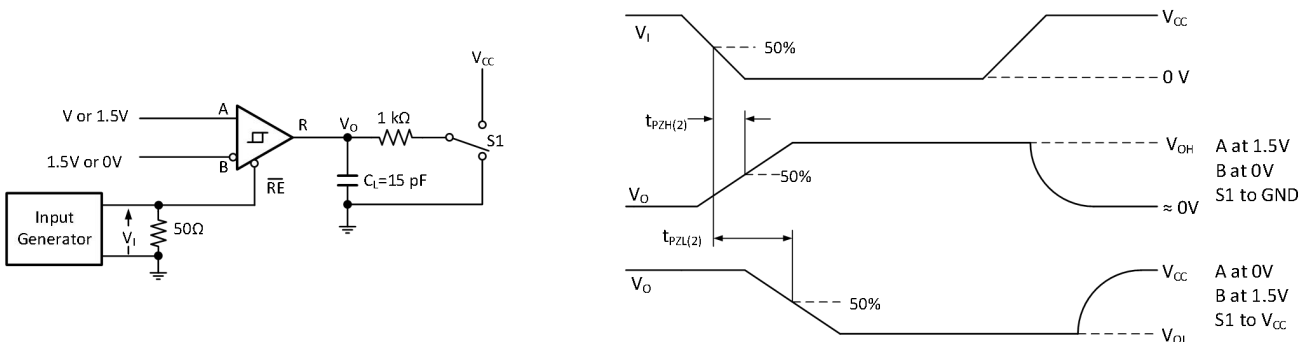 V or 1.5V
1.5V or 0V
A
B
R
RE
Input
Generator
V_I
50Ω
V_O
1 kΩ
C_L=15 pF
V_CC
S1
V_I
50%
V_CC
0 V
t_PZH(2)
V_O
50%
V_OH
≈ 0V
A at 1.5V
B at 0V
S1 to GND
t_PZL(2)
V_O
50%
V_CC
V_OL
A at 0V
B at 1.5V
S1 to V_CC